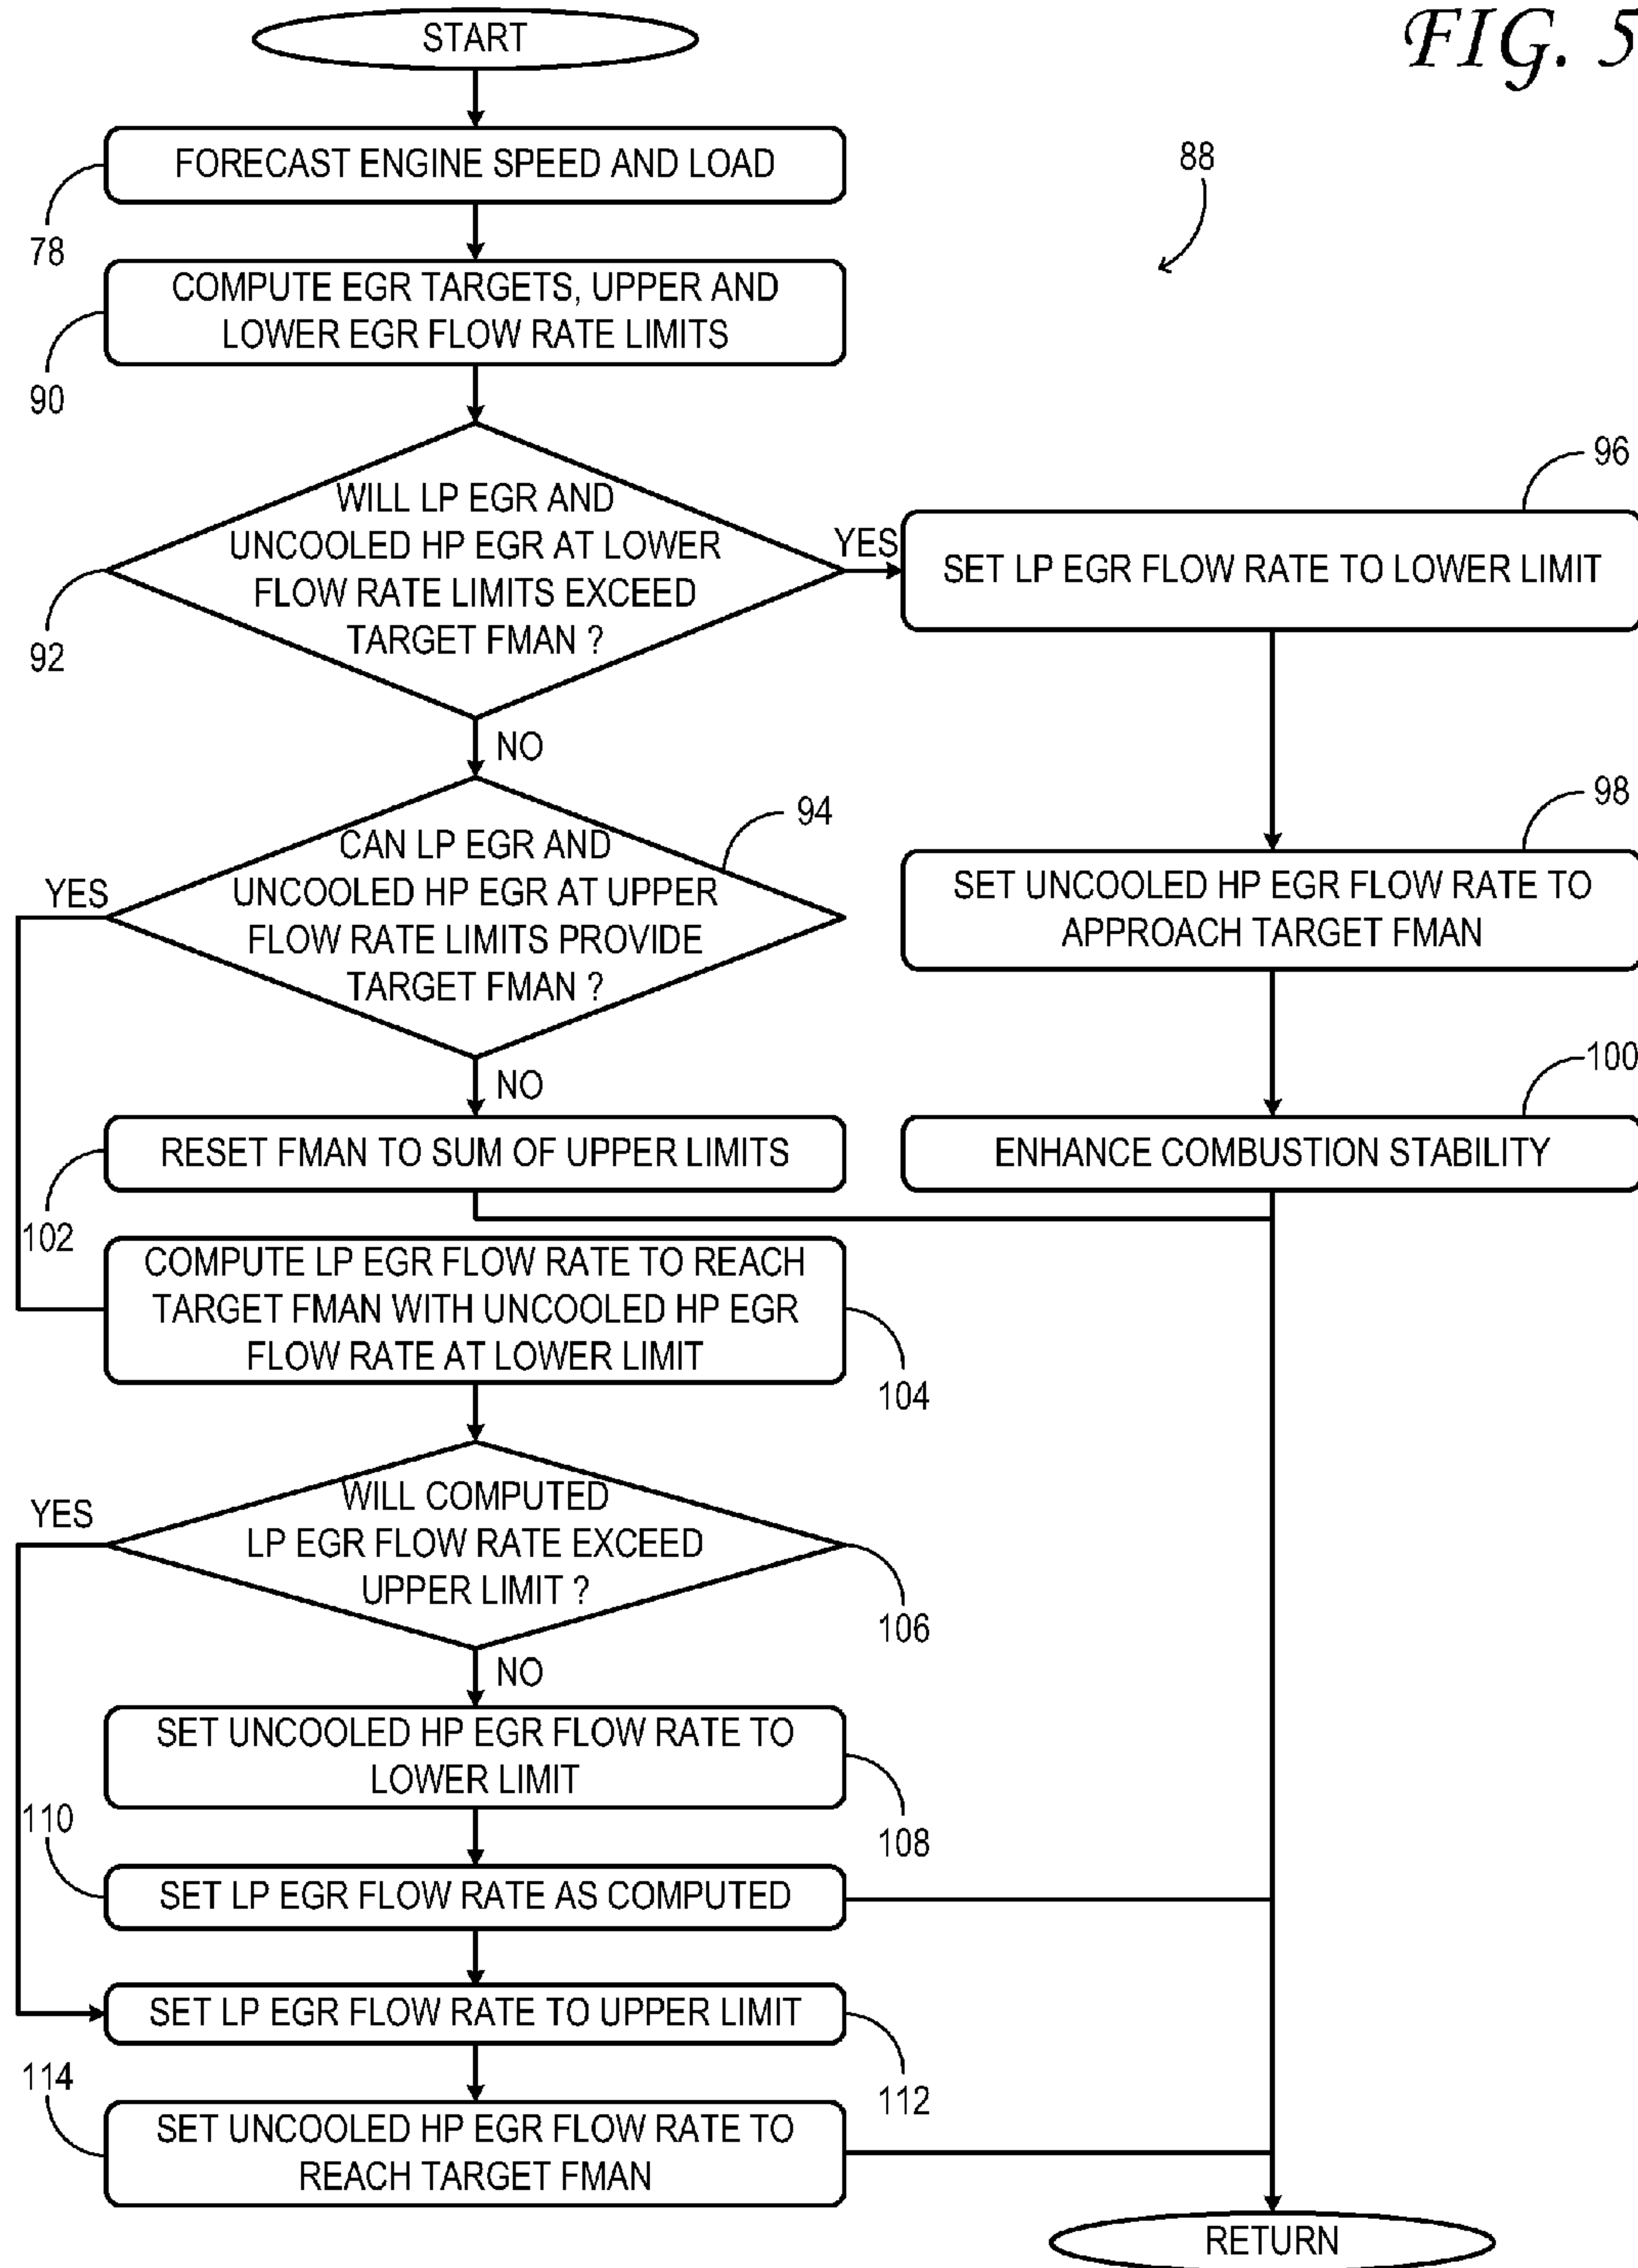 FIG. 5
START
88
FORECAST ENGINE SPEED AND LOAD
78
COMPUTE EGR TARGETS, UPPER AND
LOWER EGR FLOW RATE LIMITS
90
WILL LP EGR AND
UNCOOLED HP EGR AT LOWER
FLOW RATE LIMITS EXCEED
TARGET FMAN ?
92
YES
96
SET LP EGR FLOW RATE TO LOWER LIMIT
NO
94
CAN LP EGR AND
UNCOOLED HP EGR AT UPPER
FLOW RATE LIMITS PROVIDE
TARGET FMAN ?
YES
98
SET UNCOOLED HP EGR FLOW RATE TO
APPROACH TARGET FMAN
NO
100
RESET FMAN TO SUM OF UPPER LIMITS
ENHANCE COMBUSTION STABILITY
102
COMPUTE LP EGR FLOW RATE TO REACH
TARGET FMAN WITH UNCOOLED HP EGR
FLOW RATE AT LOWER LIMIT
104
WILL COMPUTED
LP EGR FLOW RATE EXCEED
UPPER LIMIT ?
YES
106
NO
SET UNCOOLED HP EGR FLOW RATE TO
LOWER LIMIT
108
110
SET LP EGR FLOW RATE AS COMPUTED
SET LP EGR FLOW RATE TO UPPER LIMIT
112
114
SET UNCOOLED HP EGR FLOW RATE TO
REACH TARGET FMAN
RETURN